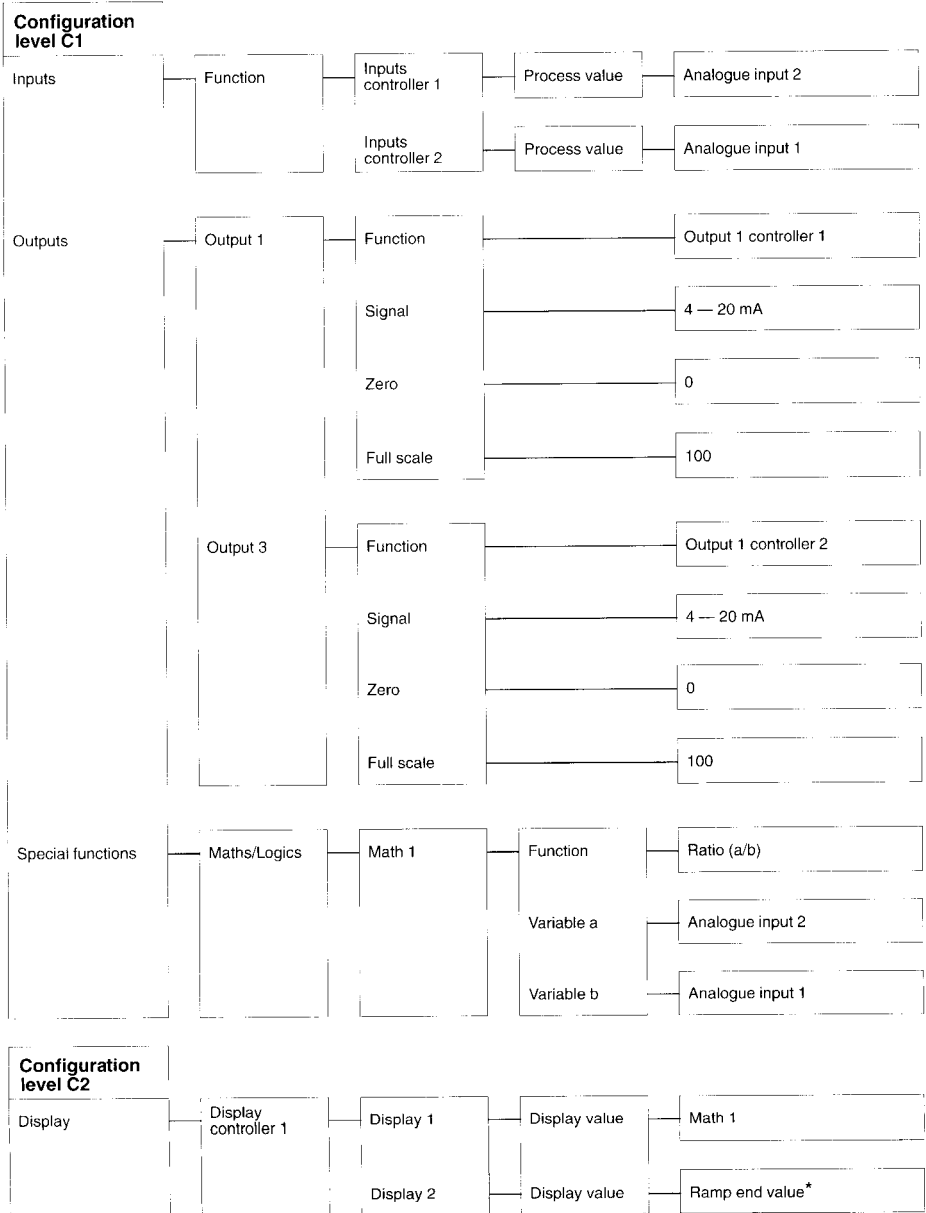 Configuration
level C1
Inputs
Function
Inputs
controller 1
Process value
Analogue input 2
Inputs
controller 2
Process value
Analogue input 1
Outputs
Output 1
Function
Output 1 controller 1
Signal
4 — 20 mA
Zero
0
Full scale
100
Output 3
Function
Output 1 controller 2
Signal
4 — 20 mA
Zero
0
Full scale
100
Special functions
Maths/Logics
Math 1
Function
Ratio (a/b)
Variable a
Analogue input 2
Variable b
Analogue input 1
Configuration
level C2
Display
Display
controller 1
Display 1
Display value
Math 1
Display 2
Display value
Ramp end value*